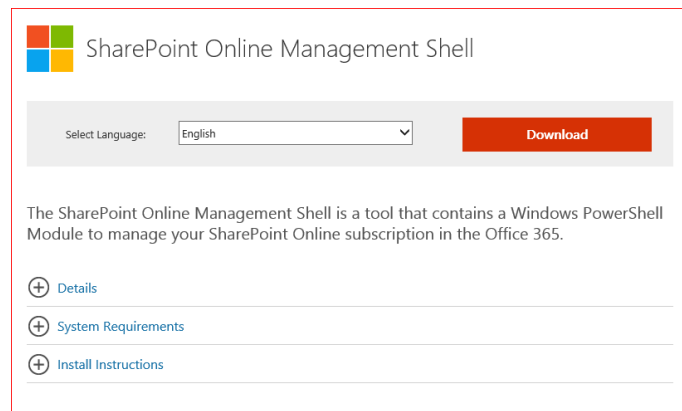 SharePoint Online Management Shell
Select Language:
English
Download
The SharePoint Online Management Shell is a tool that contains a Windows PowerShell
Module to manage your SharePoint Online subscription in the Office 365.
Details
System Requirements
Install Instructions